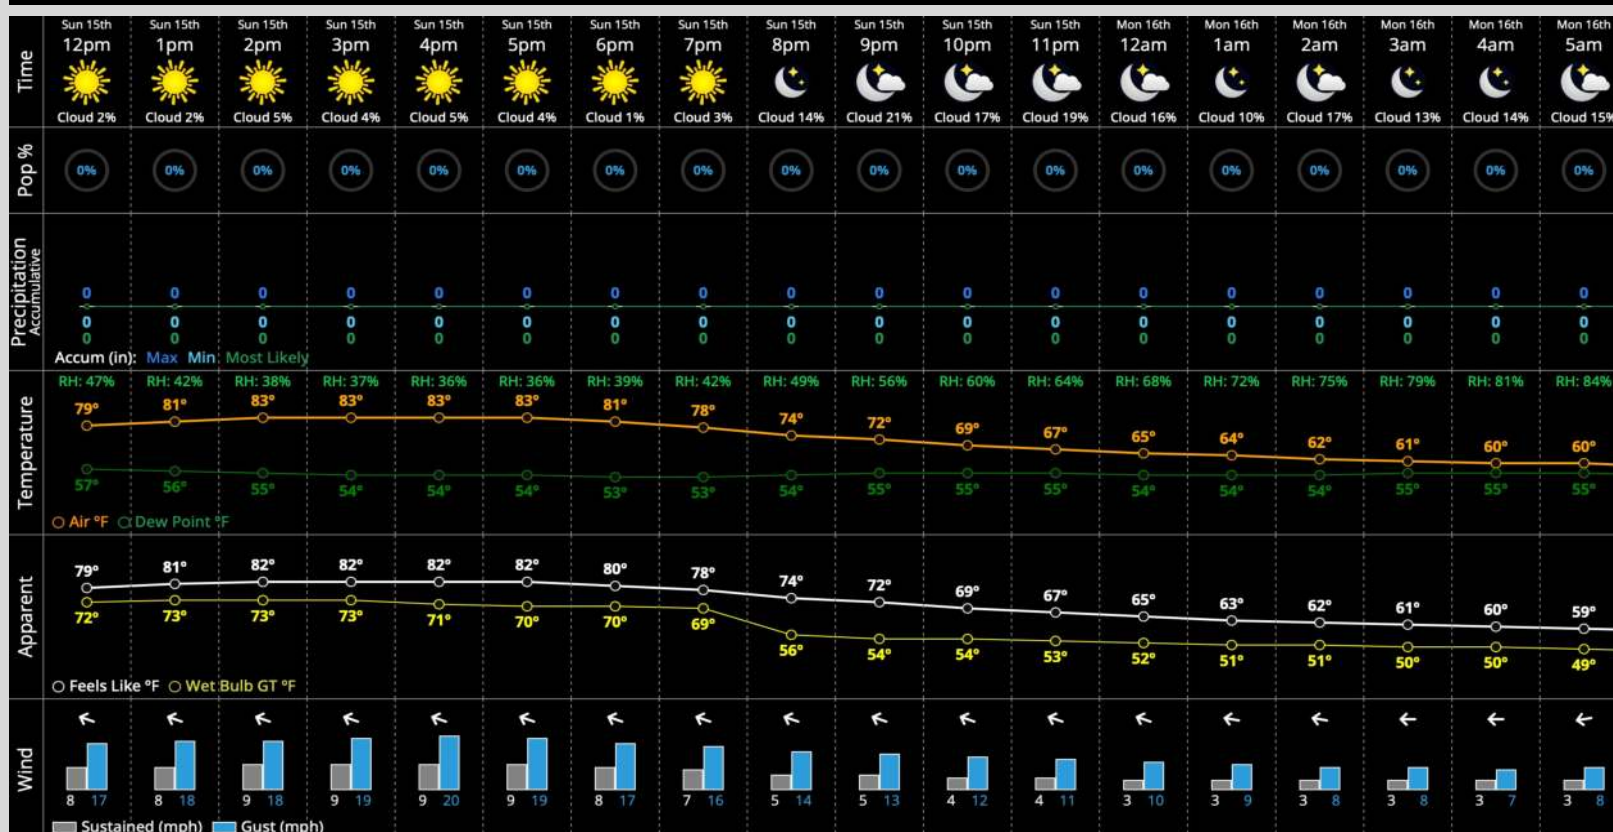 Time
Sun 15th Sun 15th Sun 15th Sun 15th Sun 15th Sun 15th Sun 15th Sun 15th Sun 15th Sun 15th Sun 15th Sun 15th Mon 16th Mon 16th Mon 16th Mon 16th Mon 16th Mon 16th
12pm 1pm 2pm 3pm 4pm 5pm 6pm 7pm 8pm 9pm 10pm 11pm 12am 1am 2am 3am 4am 5am
Cloud 2% Cloud 2% Cloud 5% Cloud 4% Cloud 5% Cloud 4% Cloud 1% Cloud 3% Cloud 14% Cloud 21% Cloud 17% Cloud 19% Cloud 16% Cloud 10% Cloud 17% Cloud 13% Cloud 14% Cloud 15%
Pop %
0% 0% 0% 0% 0% 0% 0% 0% 0% 0% 0% 0% 0% 0% 0% 0% 0% 0%
Precipitation
Accumulative
0 0 0 0 0 0 0 0 0 0 0 0 0 0 0 0 0 0
0 0 0 0 0 0 0 0 0 0 0 0 0 0 0 0 0 0
0 0 0 0 0 0 0 0 0 0 0 0 0 0 0 0 0 0
Accum (in): Max Min Most Likely
Temperature
RH: 47% RH: 42% RH: 38% RH: 37% RH: 36% RH: 36% RH: 39% RH: 42% RH: 49% RH: 56% RH: 60% RH: 64% RH: 68% RH: 72% RH: 75% RH: 79% RH: 81% RH: 84%
79° 81° 83° 83° 83° 83° 81° 78° 74° 72° 69° 67° 65° 64° 62° 61° 60° 60°
57° 56° 55° 54° 54° 54° 53° 53° 54° 55° 55° 55° 54° 54° 54° 55° 55° 55°
Air °F Dew Point °F
Apparent
79° 81° 82° 82° 82° 82° 80° 78° 74° 72° 69° 67° 65° 63° 62° 61° 60° 59°
72° 73° 73° 73° 71° 70° 70° 69° 56° 54° 54° 53° 52° 51° 51° 50° 50° 49°
Feels Like °F Wet Bulb GT °F
Wind
8 17 8 18 9 18 9 19 9 20 9 19 8 17 7 16 5 14 5 13 4 12 4 11 3 10 3 9 3 8 3 8 3 7 3 8
Sustained (mph) Gust (mph)